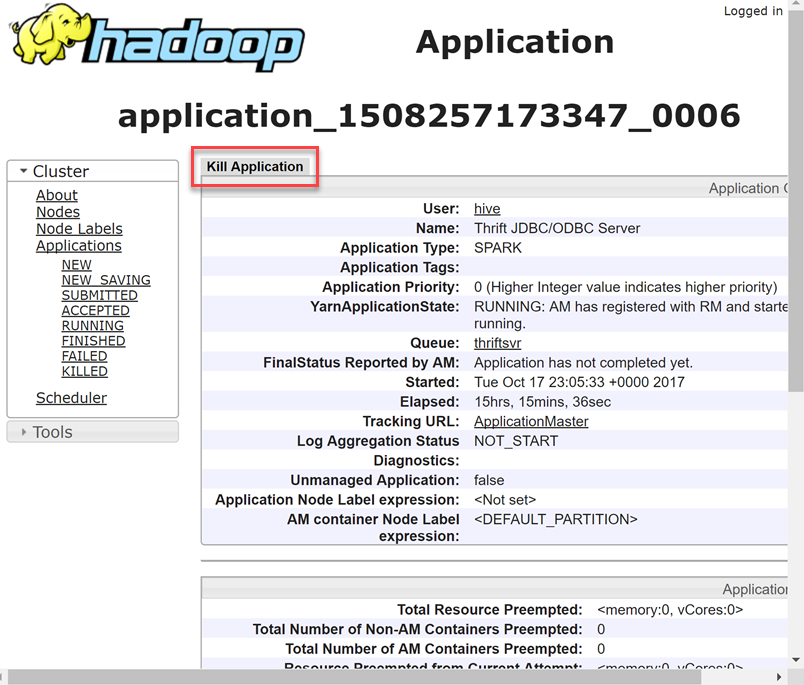 Logged in
hadoop
Application
application_1508257173347_0006
Cluster
About
Nodes
Node Labels
Applications
NEW
NEW_SAVING
SUBMITTED
ACCEPTED
RUNNING
FINISHED
FAILED
KILLED
Scheduler
Tools
Kill Application
Application
User: hive
Name: Thrift JDBC/ODBC Server
Application Type: SPARK
Application Tags:
Application Priority: 0 (Higher Integer value indicates higher priority)
YarnApplicationState: RUNNING: AM has registered with RM and starte
running.
Queue: thriftsvr
FinalStatus Reported by AM: Application has not completed yet.
Started: Tue Oct 17 23:05:33 +0000 2017
Elapsed: 15hrs, 15mins, 36sec
Tracking URL: ApplicationMaster
Log Aggregation Status NOT_START
Diagnostics:
Unmanaged Application: false
Application Node Label expression: <Not set>
AM container Node Label <DEFAULT_PARTITION>
expression:
Application
Total Resource Preempted: <memory:0, vCores:0>
Total Number of Non-AM Containers Preempted: 0
Total Number of AM Containers Preempted: 0
Resource Preempted from Current Attempt: <memory:0, vCores:0>